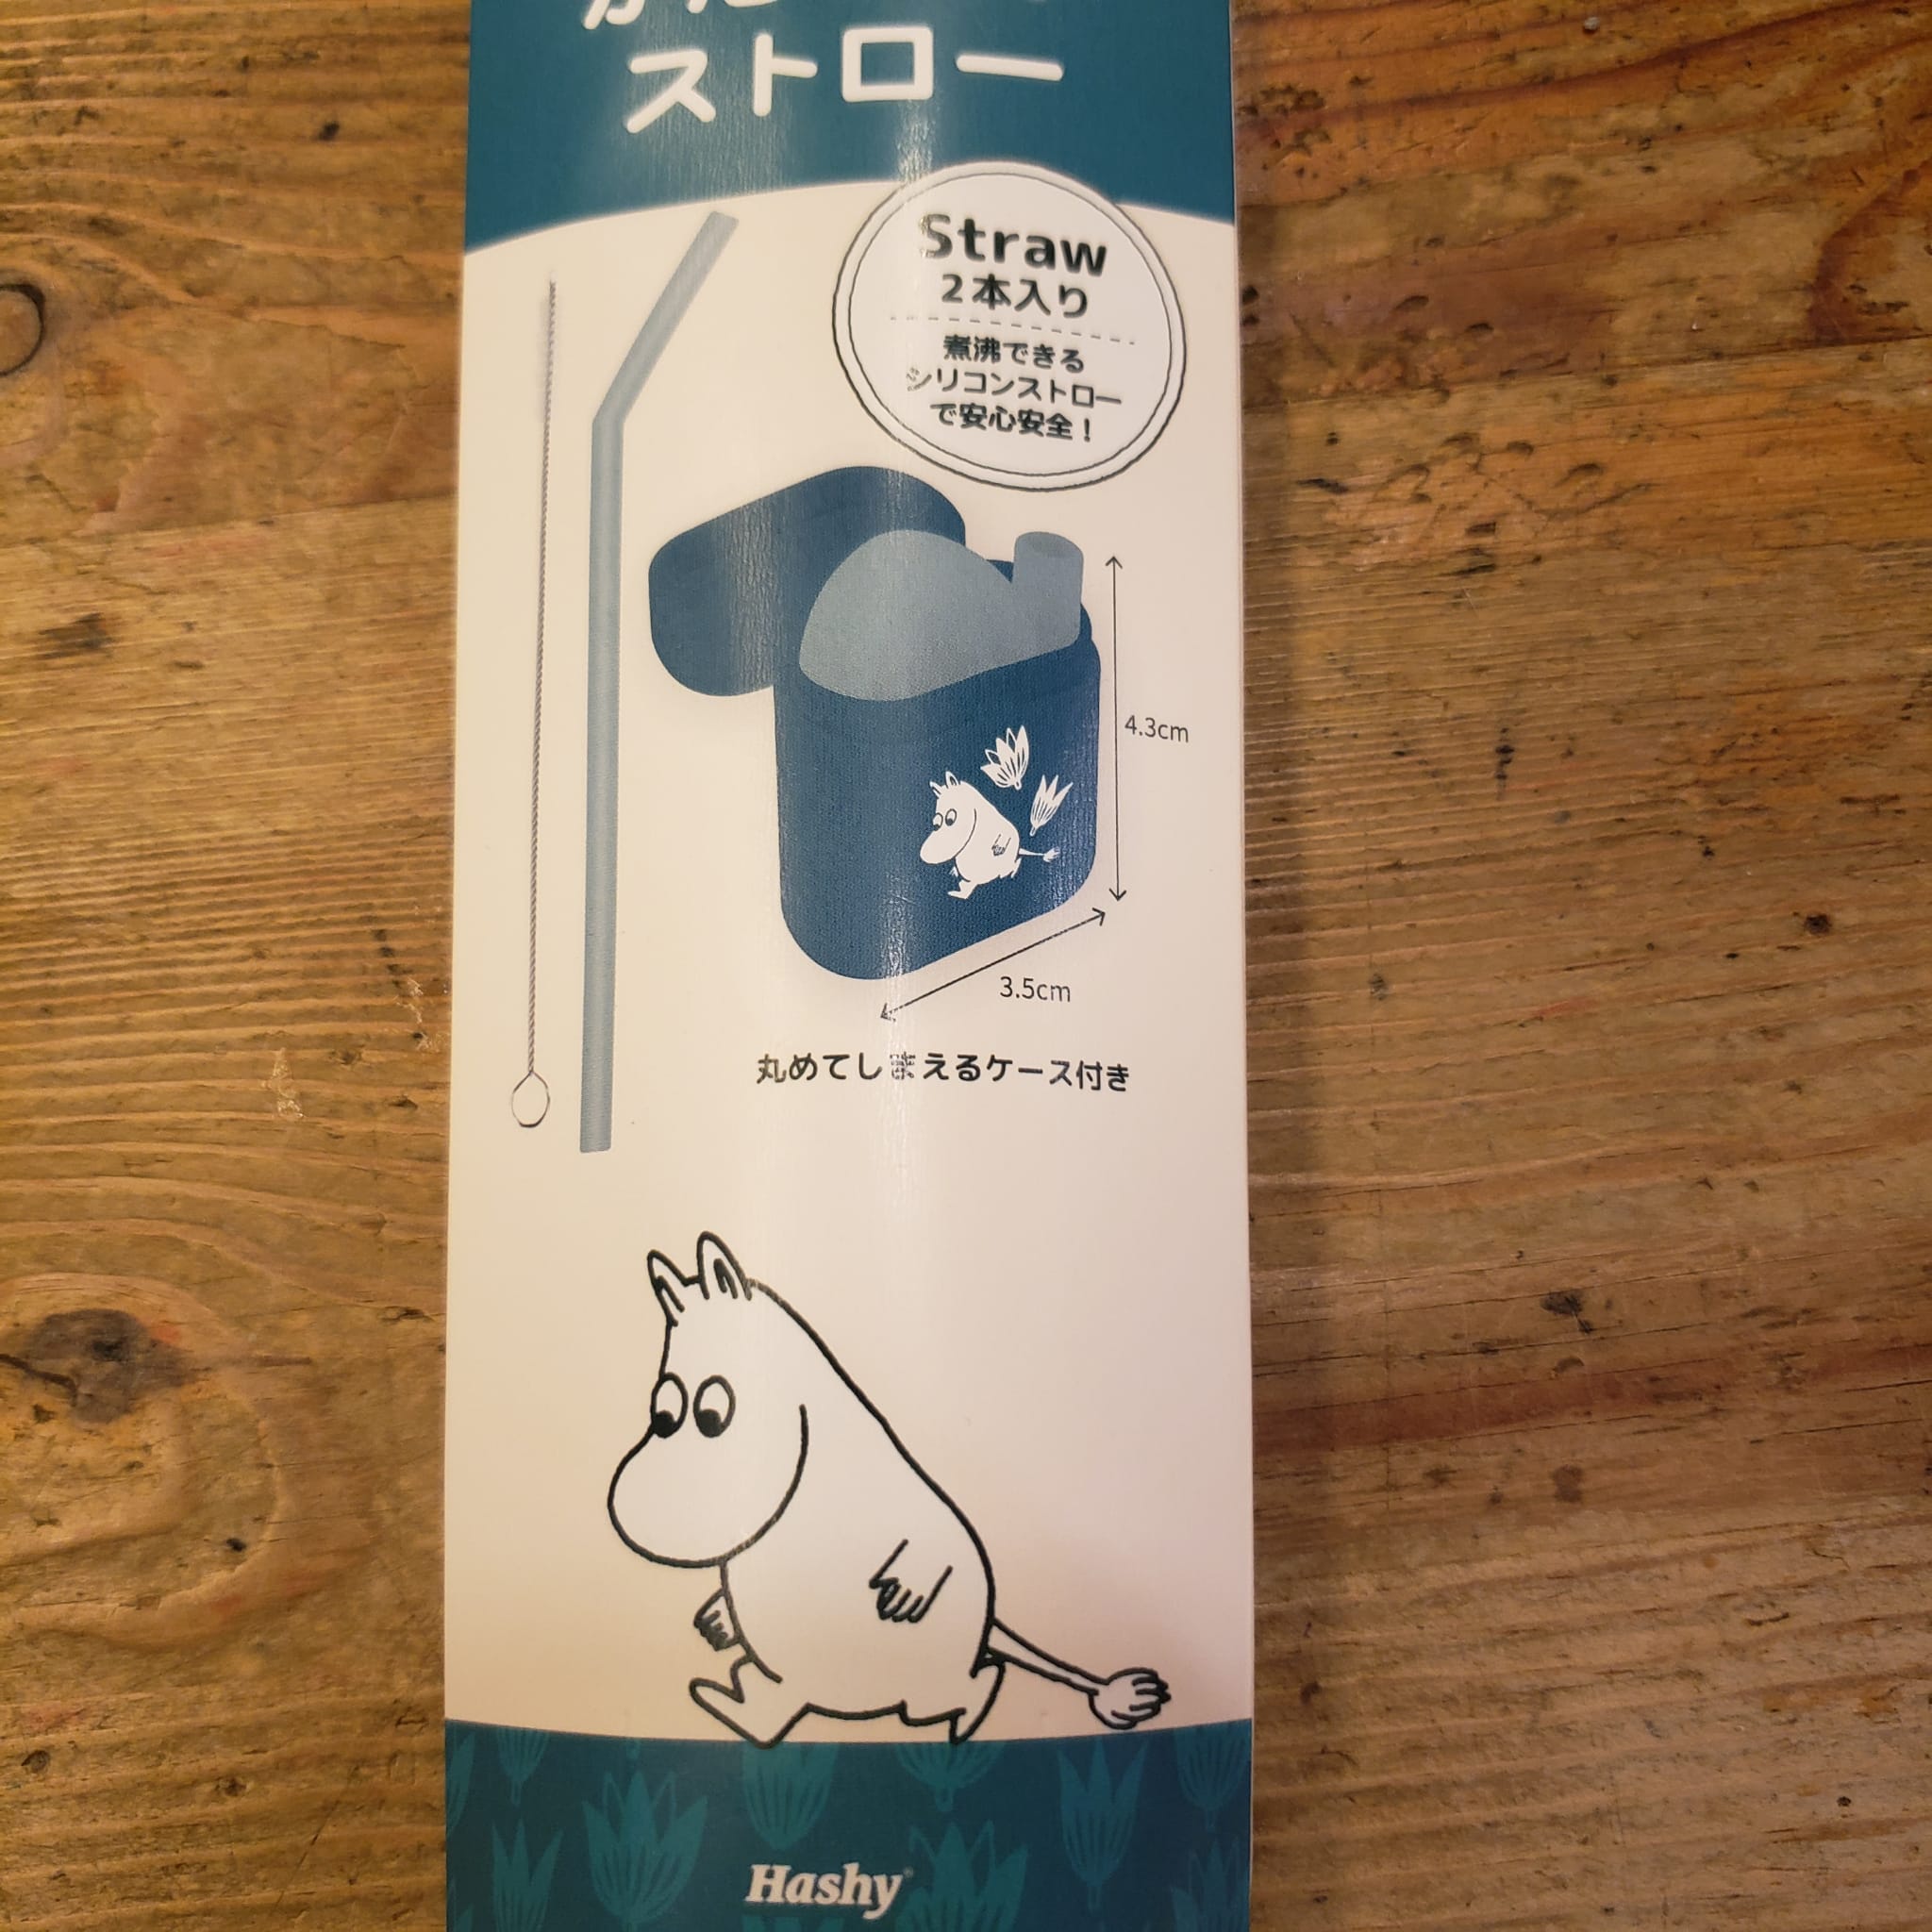 ストロー
Straw
2本入り
煮沸できる
シリコンストロー
で安心安全！
4.3cm
3.5cm
丸めてしまえるケース付き
Hashy